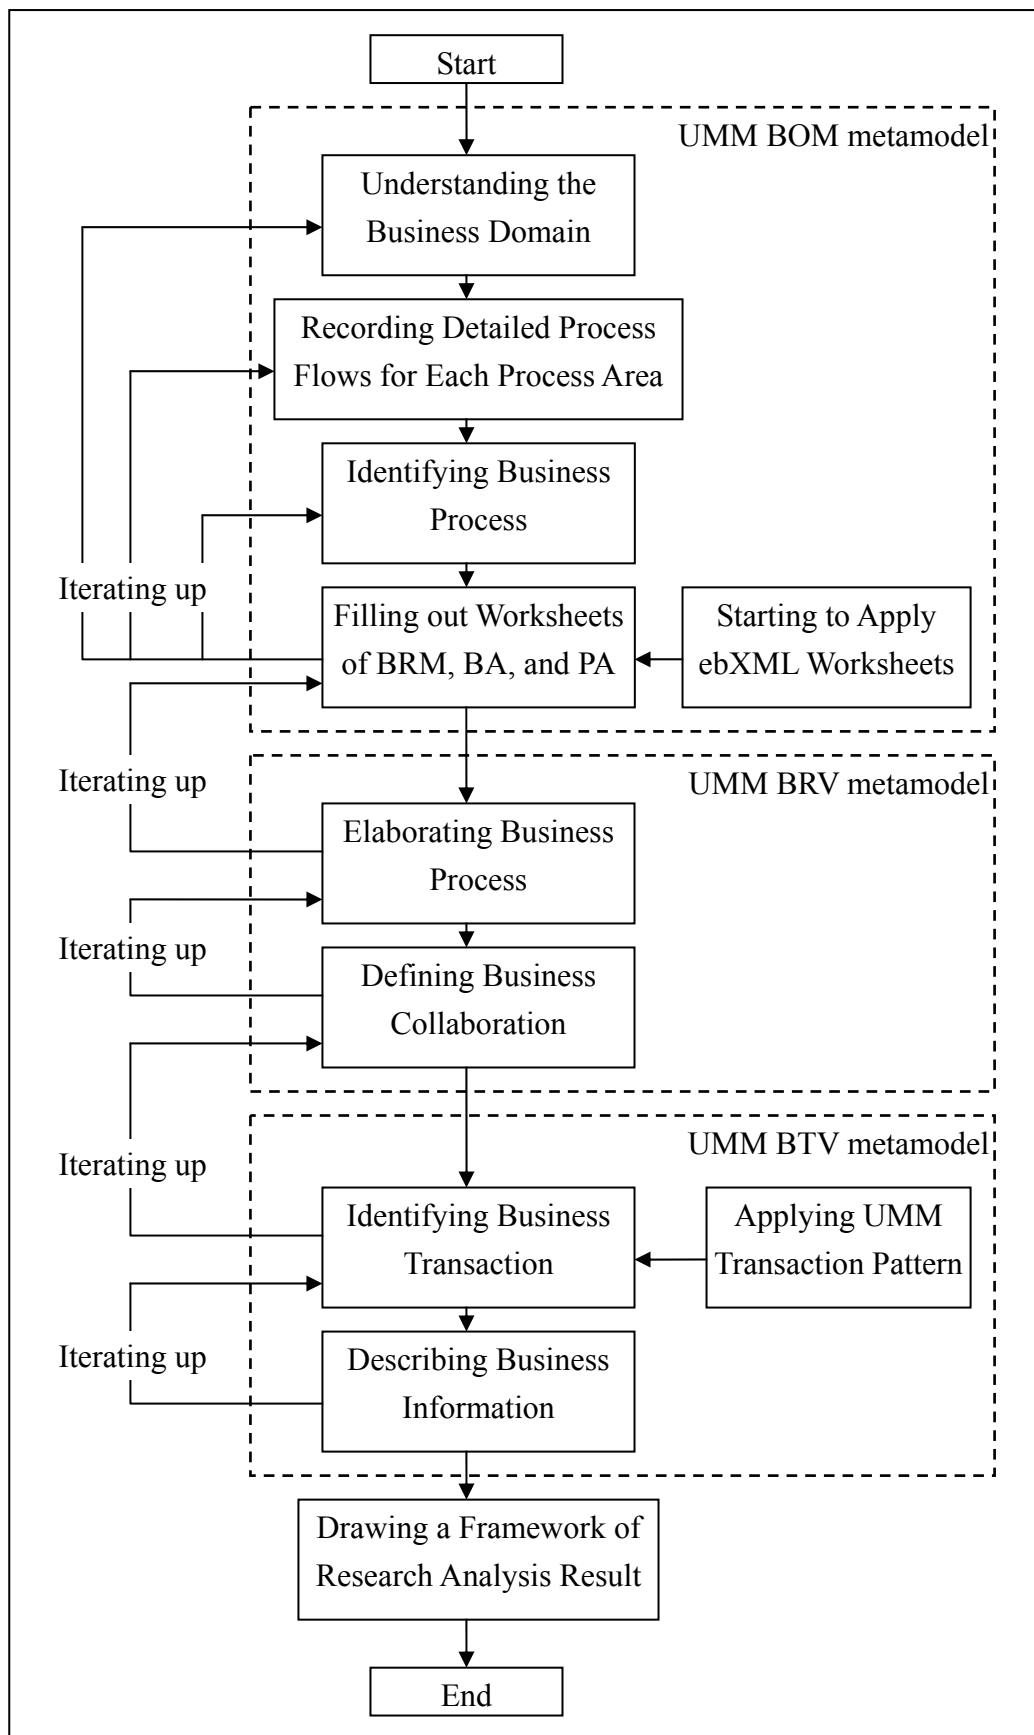 Start
UMM BOM metamodel
Understanding the
Business Domain
Recording Detailed Process
Flows for Each Process Area
Identifying Business
Process
Iterating up
Filling out Worksheets
of BRM, BA, and PA
Starting to Apply
ebXML Worksheets
UMM BRV metamodel
Iterating up
Elaborating Business
Process
Iterating up
Defining Business
Collaboration
UMM BTV metamodel
Iterating up
Identifying Business
Transaction
Applying UMM
Transaction Pattern
Iterating up
Describing Business
Information
Drawing a Framework of
Research Analysis Result
End